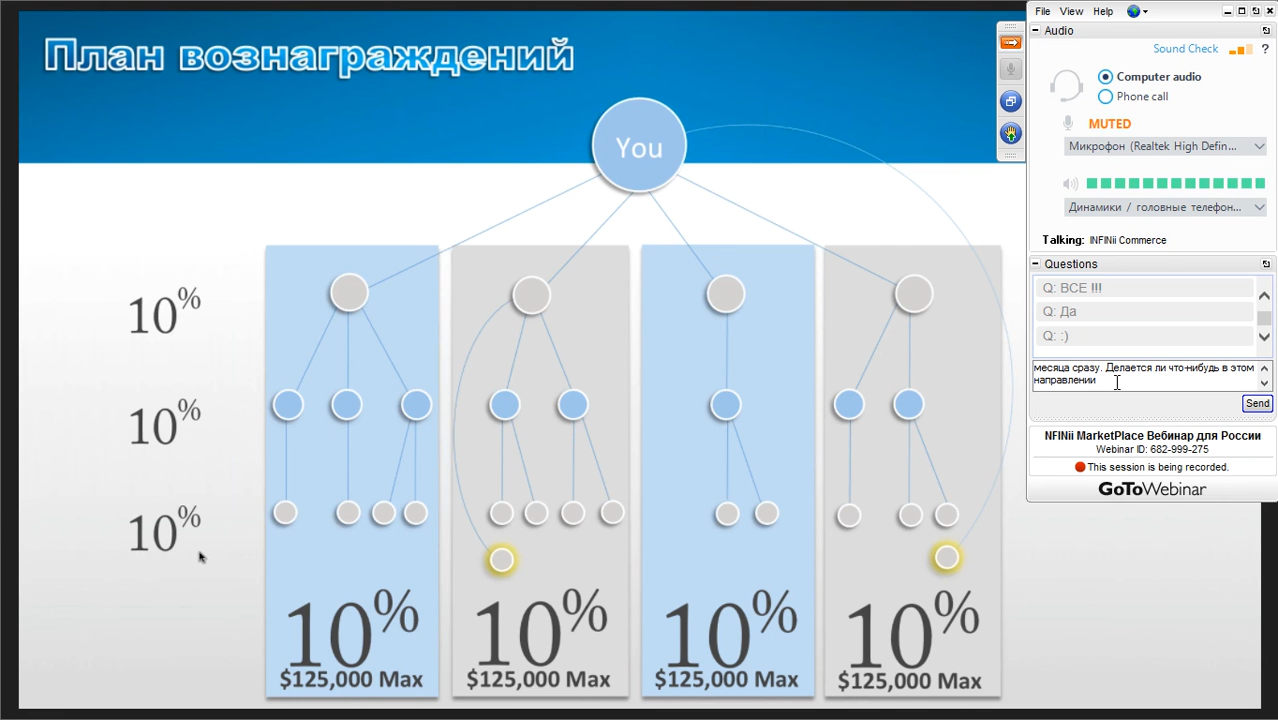 План вознаграждений
You
10%
10%
10%
10%
$125,000 Max
10%
$125,000 Max
10%
$125,000 Max
10%
$125,000 Max
File View Help
Audio
Sound Check ?
Computer audio
Phone call
MUTED
Микрофон (Realtek High Defin...
Динамики / головные телефон...
Talking: INFINii Commerce
Questions
Q: ВСЕ !!!
Q: Да
Q: :)
месяца сразу. Делается ли что-нибудь в этом
направлении
Send
NFINii MarketPlace Вебинар для России
Webinar ID: 682-999-275
This session is being recorded.
GoToWebinar